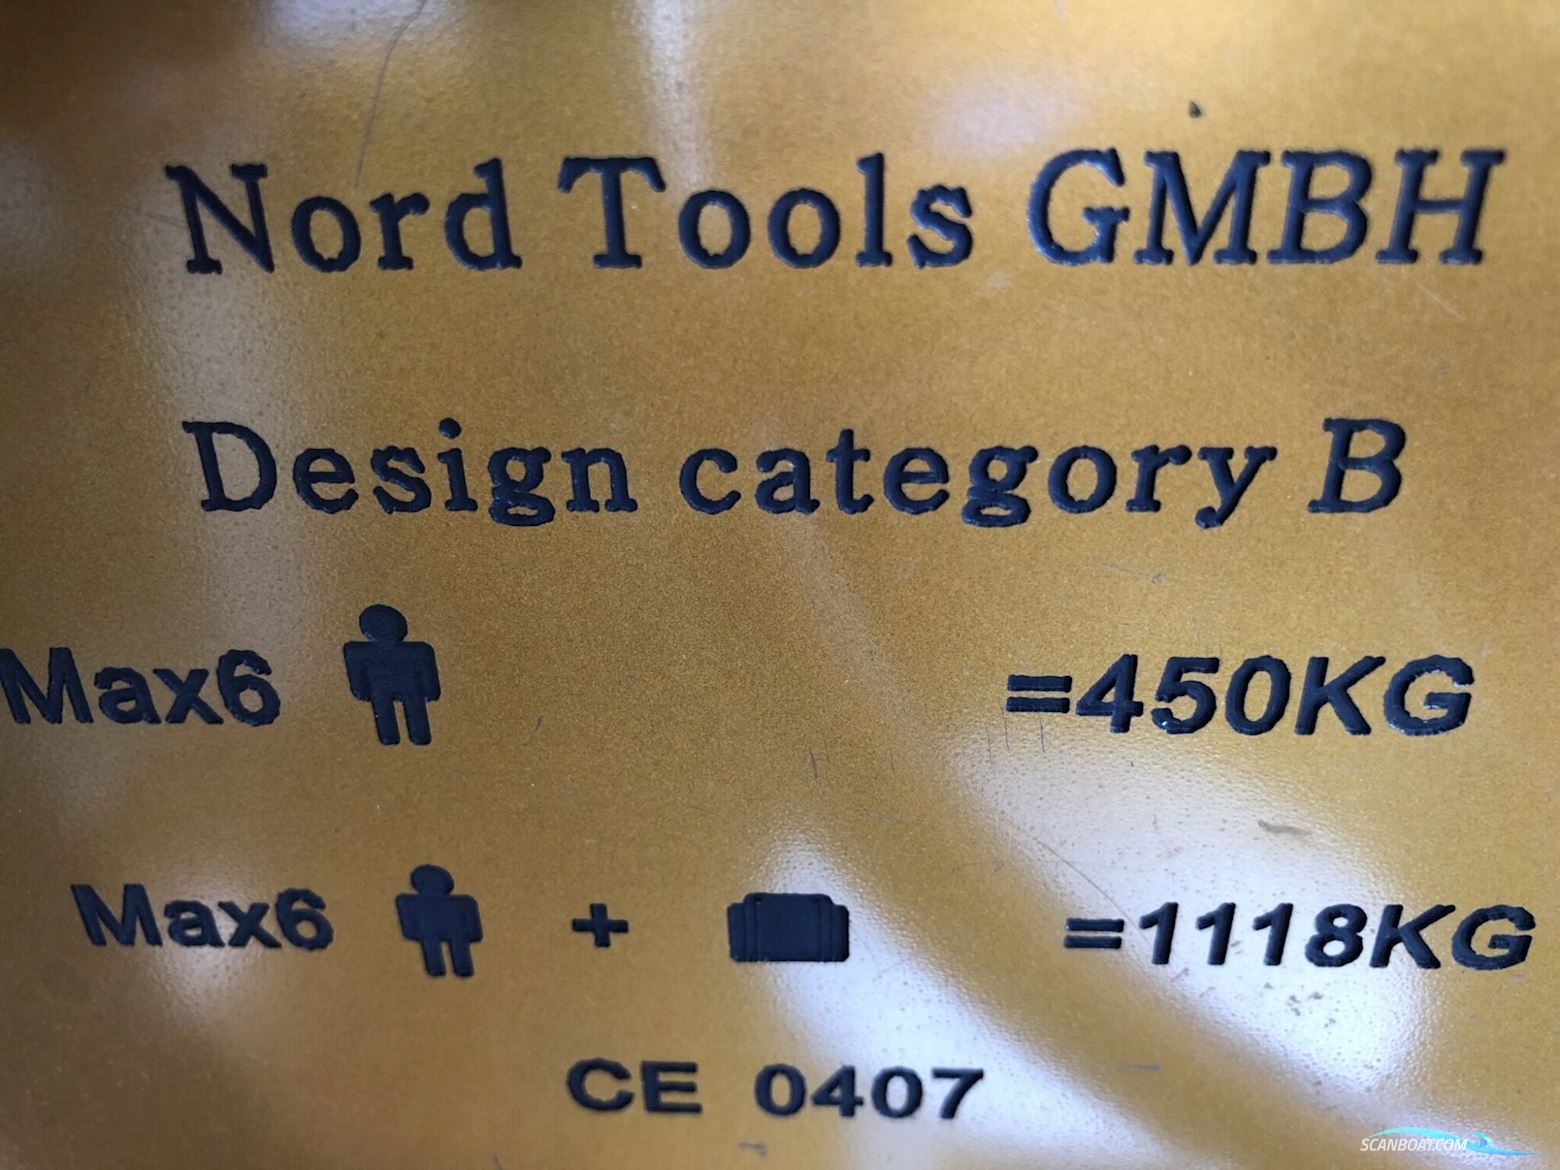 Nord Tools GMBH
Design category B
Max6 =450KG
Max6 + =1118KG
CE 0407
SCANBOAT.COM